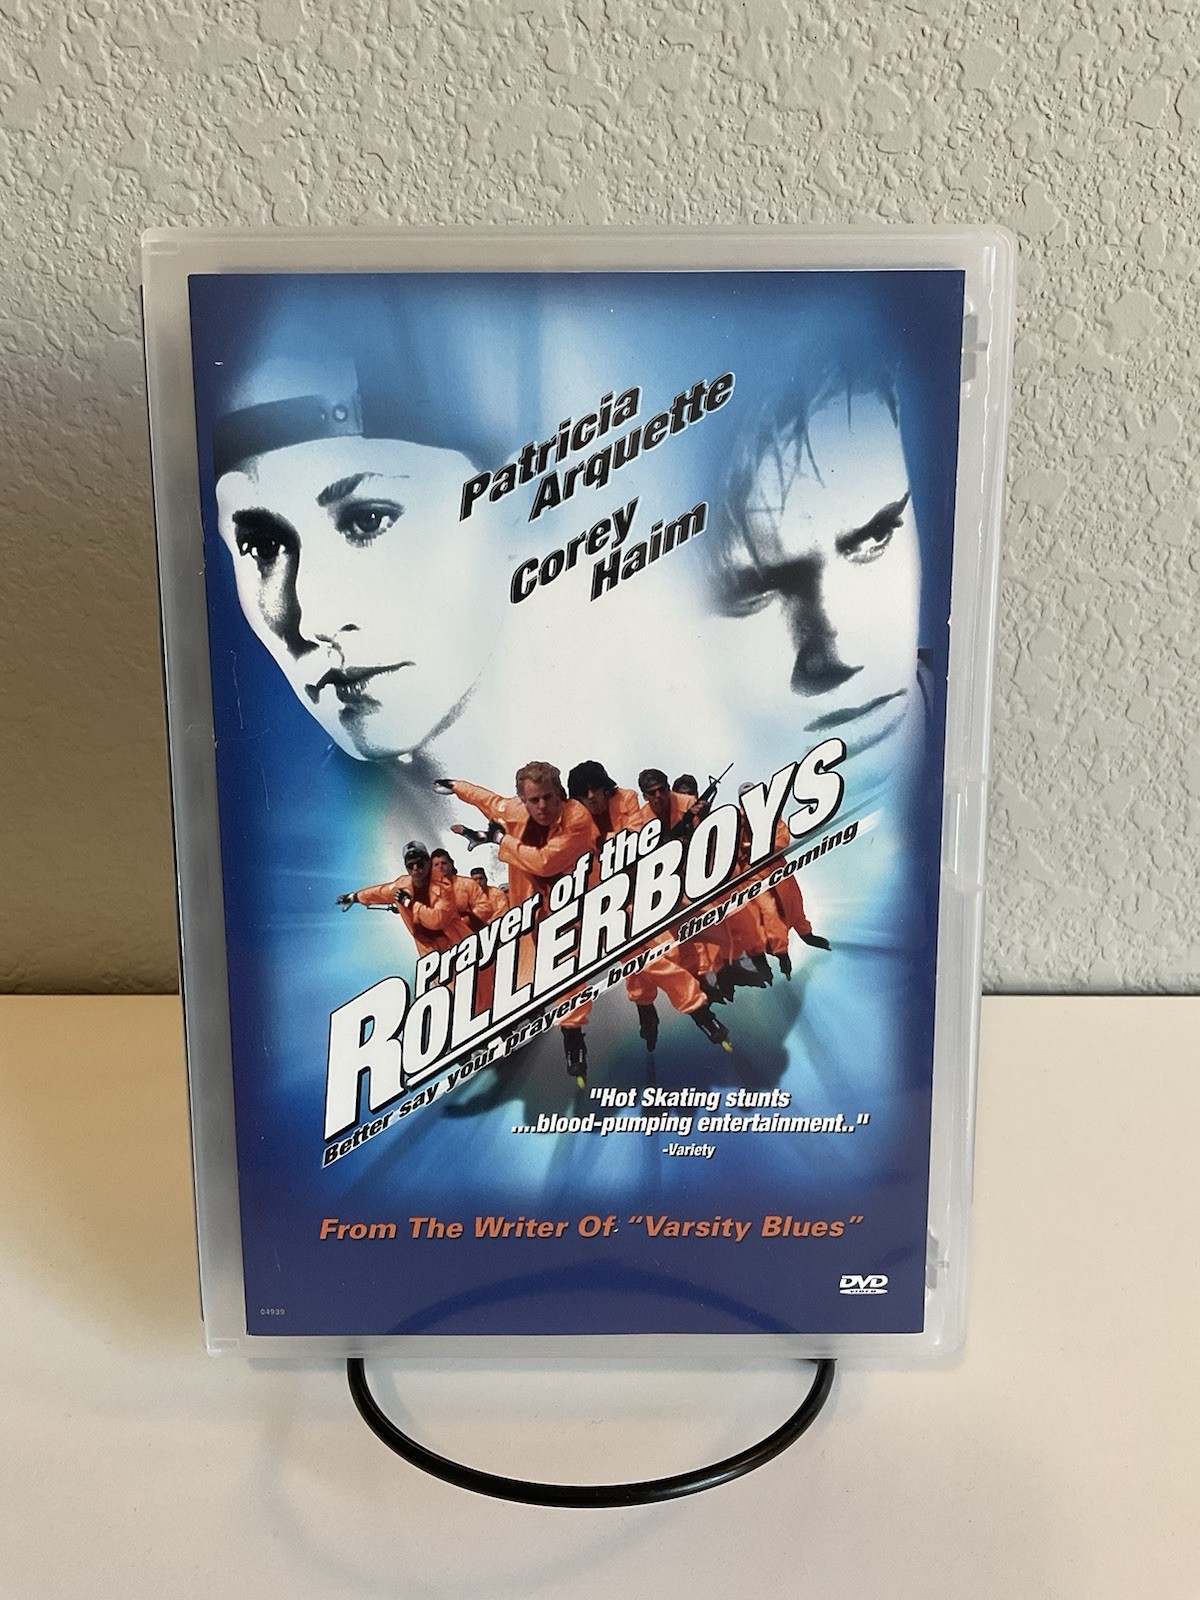 Patricia
Arquette
Corey
Haim
Prayer of the
ROLLERBOYS
Better say your prayers, boy... they're coming
"Hot Skating stunts
....blood-pumping entertainment.."
-Variety
From The Writer Of "Varsity Blues"
DVD
VIDEO
04939